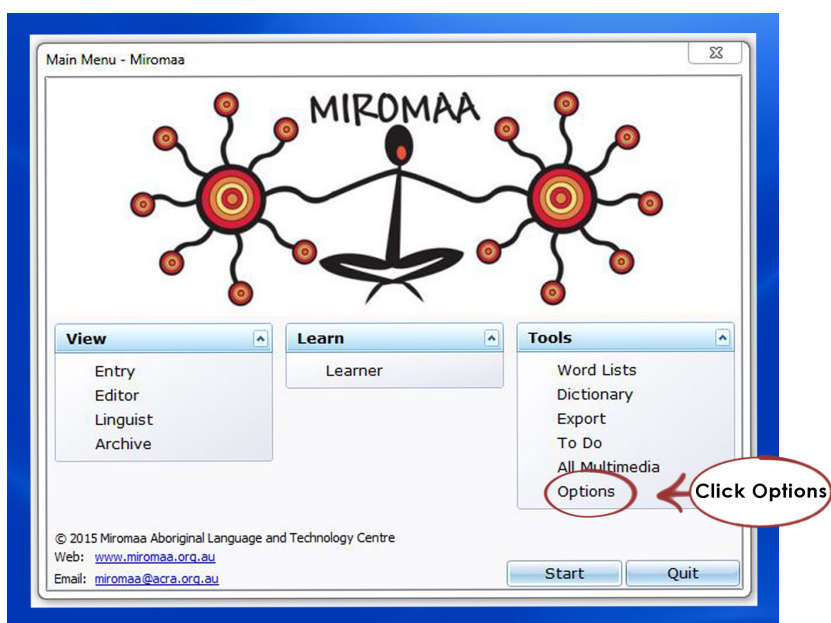 Main Menu - Miromaa
MIROMAA
View
Entry
Editor
Linguist
Archive
Learn
Learner
Tools
Word Lists
Dictionary
Export
To Do
All Multimedia
Options
Click Options
© 2015 Miromaa Aboriginal Language and Technology Centre
Web: www.miromaa.org.au
Email: miromaa@acra.org.au
Start
Quit